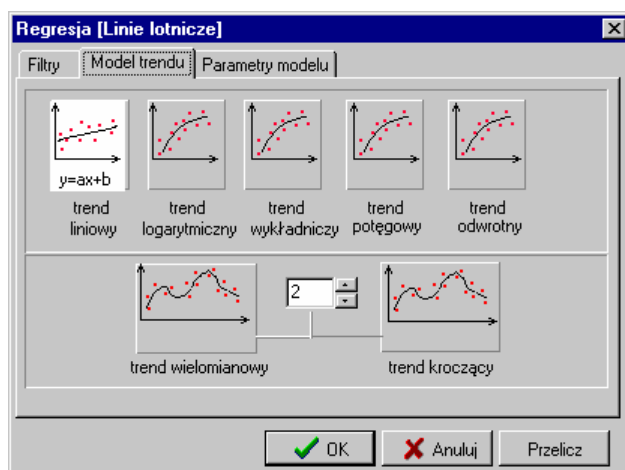 Regresja [Linie lotnicze]
Filtry Model trendu Parametry modelu
y=ax+b
trend liniowy
trend logarytmiczny
trend wykładniczy
trend potęgowy
trend odwrotny
2
trend wielomianowy
trend kroczący
OK Anuluj Przelicz